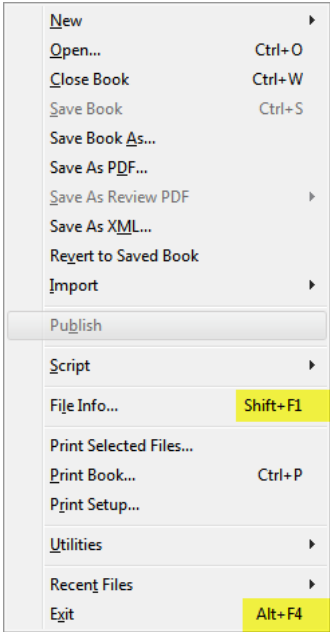 New
Open... Ctrl+O
Close Book Ctrl+W
Save Book Ctrl+S
Save Book As...
Save As PDF...
Save As Review PDF
Save As XML...
Revert to Saved Book
Import
Publish
Script
File Info... Shift+F1
Print Selected Files...
Print Book... Ctrl+P
Print Setup...
Utilities
Recent Files
Exit Alt+F4